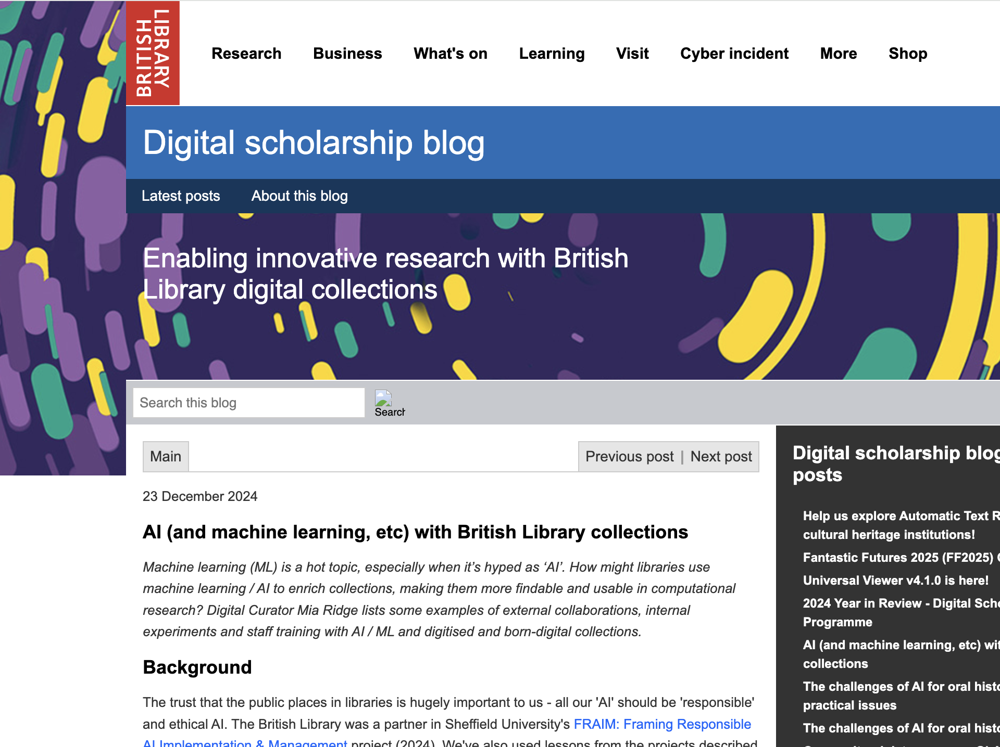 BRITISH
LIBRARY
Research Business What's on Learning Visit Cyber incident More Shop
Digital scholarship blog
Latest posts About this blog
Enabling innovative research with British
Library digital collections
Search this blog
Search
Main
Previous post | Next post
23 December 2024
AI (and machine learning, etc) with British Library collections
Machine learning (ML) is a hot topic, especially when it’s hyped as ‘AI’. How might libraries use
machine learning / AI to enrich collections, making them more findable and usable in computational
research? Digital Curator Mia Ridge lists some examples of external collaborations, internal
experiments and staff training with AI / ML and digitised and born-digital collections.
Background
The trust that the public places in libraries is hugely important to us - all our 'AI' should be 'responsible'
and ethical AI. The British Library was a partner in Sheffield University's FRAIM: Framing Responsible
AI Implementation & Management project (2024). We've also used lessons from the projects described
Digital scholarship blog
posts
Help us explore Automatic Text
cultural heritage institutions!
Fantastic Futures 2025 (FF2025)
Universal Viewer v4.1.0 is here!
2024 Year in Review - Digital
Programme
AI (and machine learning, etc)
collections
The challenges of AI for oral
practical issues
The challenges of AI for oral